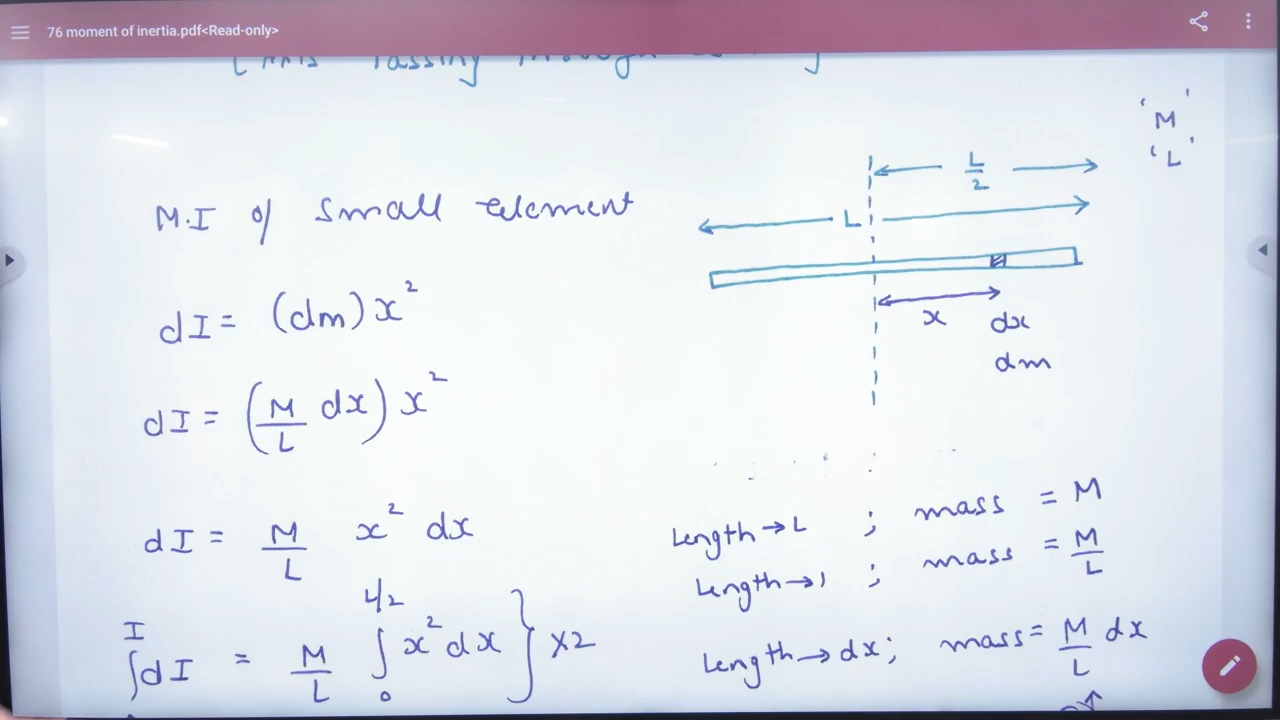 76 moment of inertia.pdf<Read-only>
'M'
'L'
L/2
L
M.I of small element
x dx
dm
dI = (dm)x²
dI = (M/L dx) x²
dI = M/L x² dx
Length → L ; mass = M
Length → 1 ; mass = M/L
Length → dx; mass = M/L dx
I
∫dI = M/L ∫₀^{L/2} x² dx } ×2